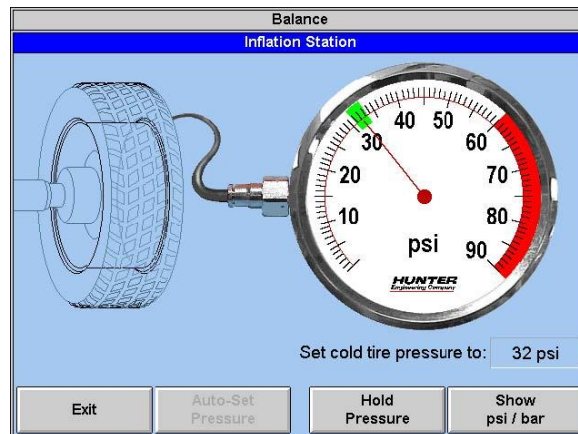 Balance
Inflation Station
10
20
30
40
50
60
70
80
90
psi
HUNTER
Engineering Company
Set cold tire pressure to: 32 psi
Exit
Auto-Set
Pressure
Hold
Pressure
Show
psi / bar